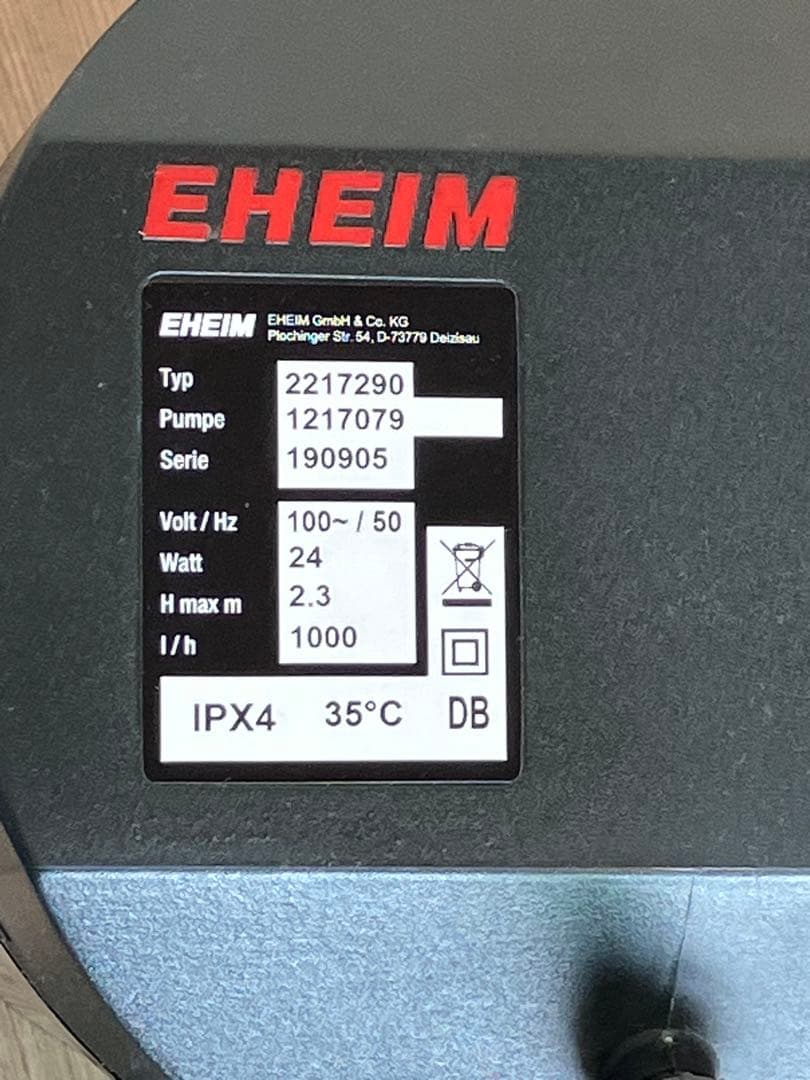 EHEIM
EHEIM EHEIM GmbH & Co. KG
Plochinger Str. 54, D-73779 Deizisau
Typ 2217290
Pumpe 1217079
Serie 190905
Volt / Hz 100~ / 50
Watt 24
H max m 2.3
l / h 1000
IPX4 35°C DB